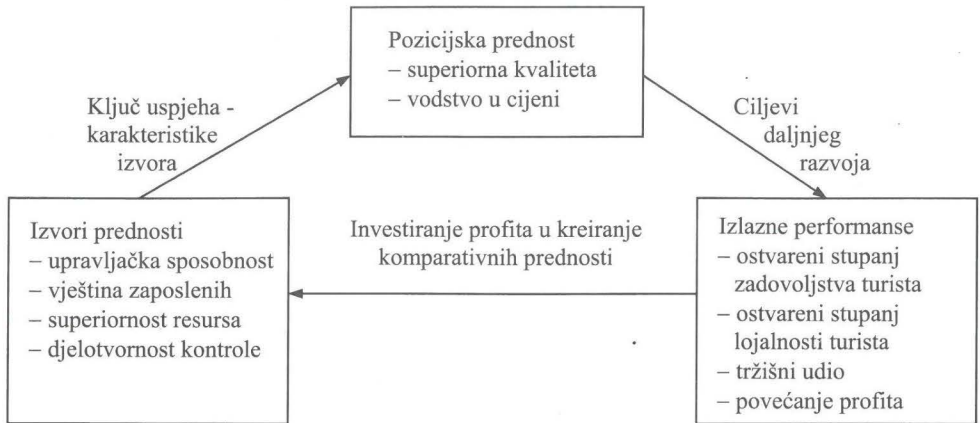 Pozicijska prednost
– superiorna kvaliteta
– vodstvo u cijeni
Ključ uspjeha -
karakteristike
izvora
Ciljevi
daljnjeg
razvoja
Izvori prednosti
– upravljačka sposobnost
– vještina zaposlenih
– superiornost resursa
– djelotvornost kontrole
Investiranje profita u kreiranje
komparativnih prednosti
Izlazne performanse
– ostvareni stupanj
zadovoljstva turista
– ostvareni stupanj
lojalnosti turista
– tržišni udio
– povećanje profita